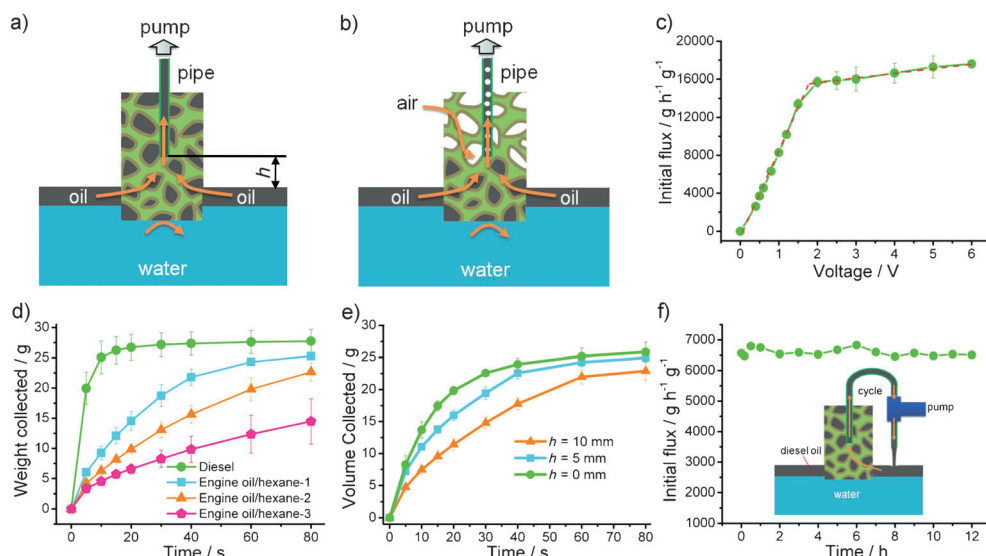 a)
pump
pipe
h
oil
oil
water
b)
pump
pipe
air
oil
oil
water
c)
Initial flux / g h⁻¹ g⁻¹
20000
16000
12000
8000
4000
0
0 1 2 3 4 5 6
Voltage / V
d)
Weight collected / g
30
25
20
15
10
5
0
Diesel
Engine oil/hexane-1
Engine oil/hexane-2
Engine oil/hexane-3
0 20 40 60 80
Time / s
e)
Volume Collected / g
30
25
20
15
10
5
0
h = 10 mm
h = 5 mm
h = 0 mm
0 10 20 30 40 50 60 70 80
Time / s
f)
Initial flux / g h⁻¹ g⁻¹
8000
7000
6000
5000
4000
3000
2000
1000
cycle
pump
diesel oil
water
0 2 4 6 8 10 12
Time / h